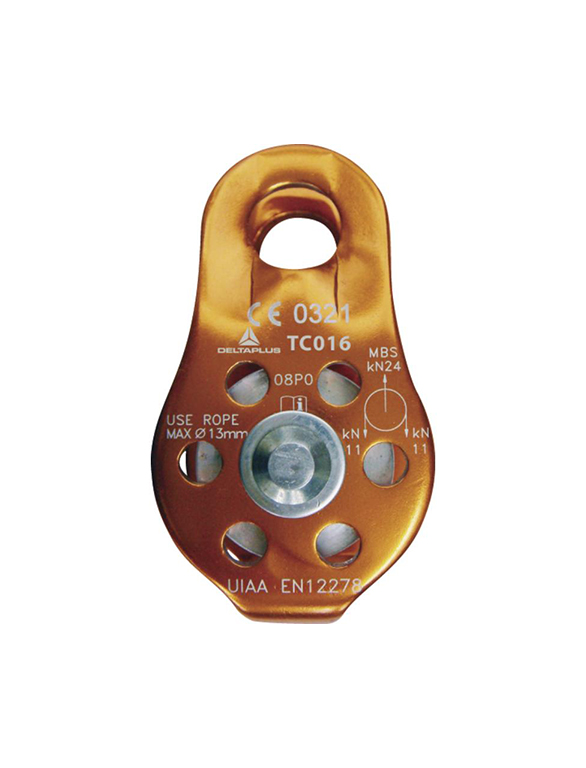 CE 0321
DELTAPLUS TC016
MBS
kN24
08P0
i
USE ROPE
MAX Ø 13mm
kN kN
11 11
UIAA EN12278